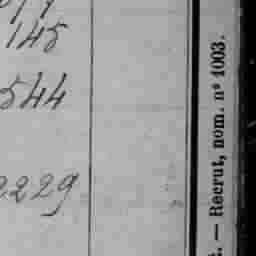 145
544
2229
. — Recrut, nom. nº 1003.